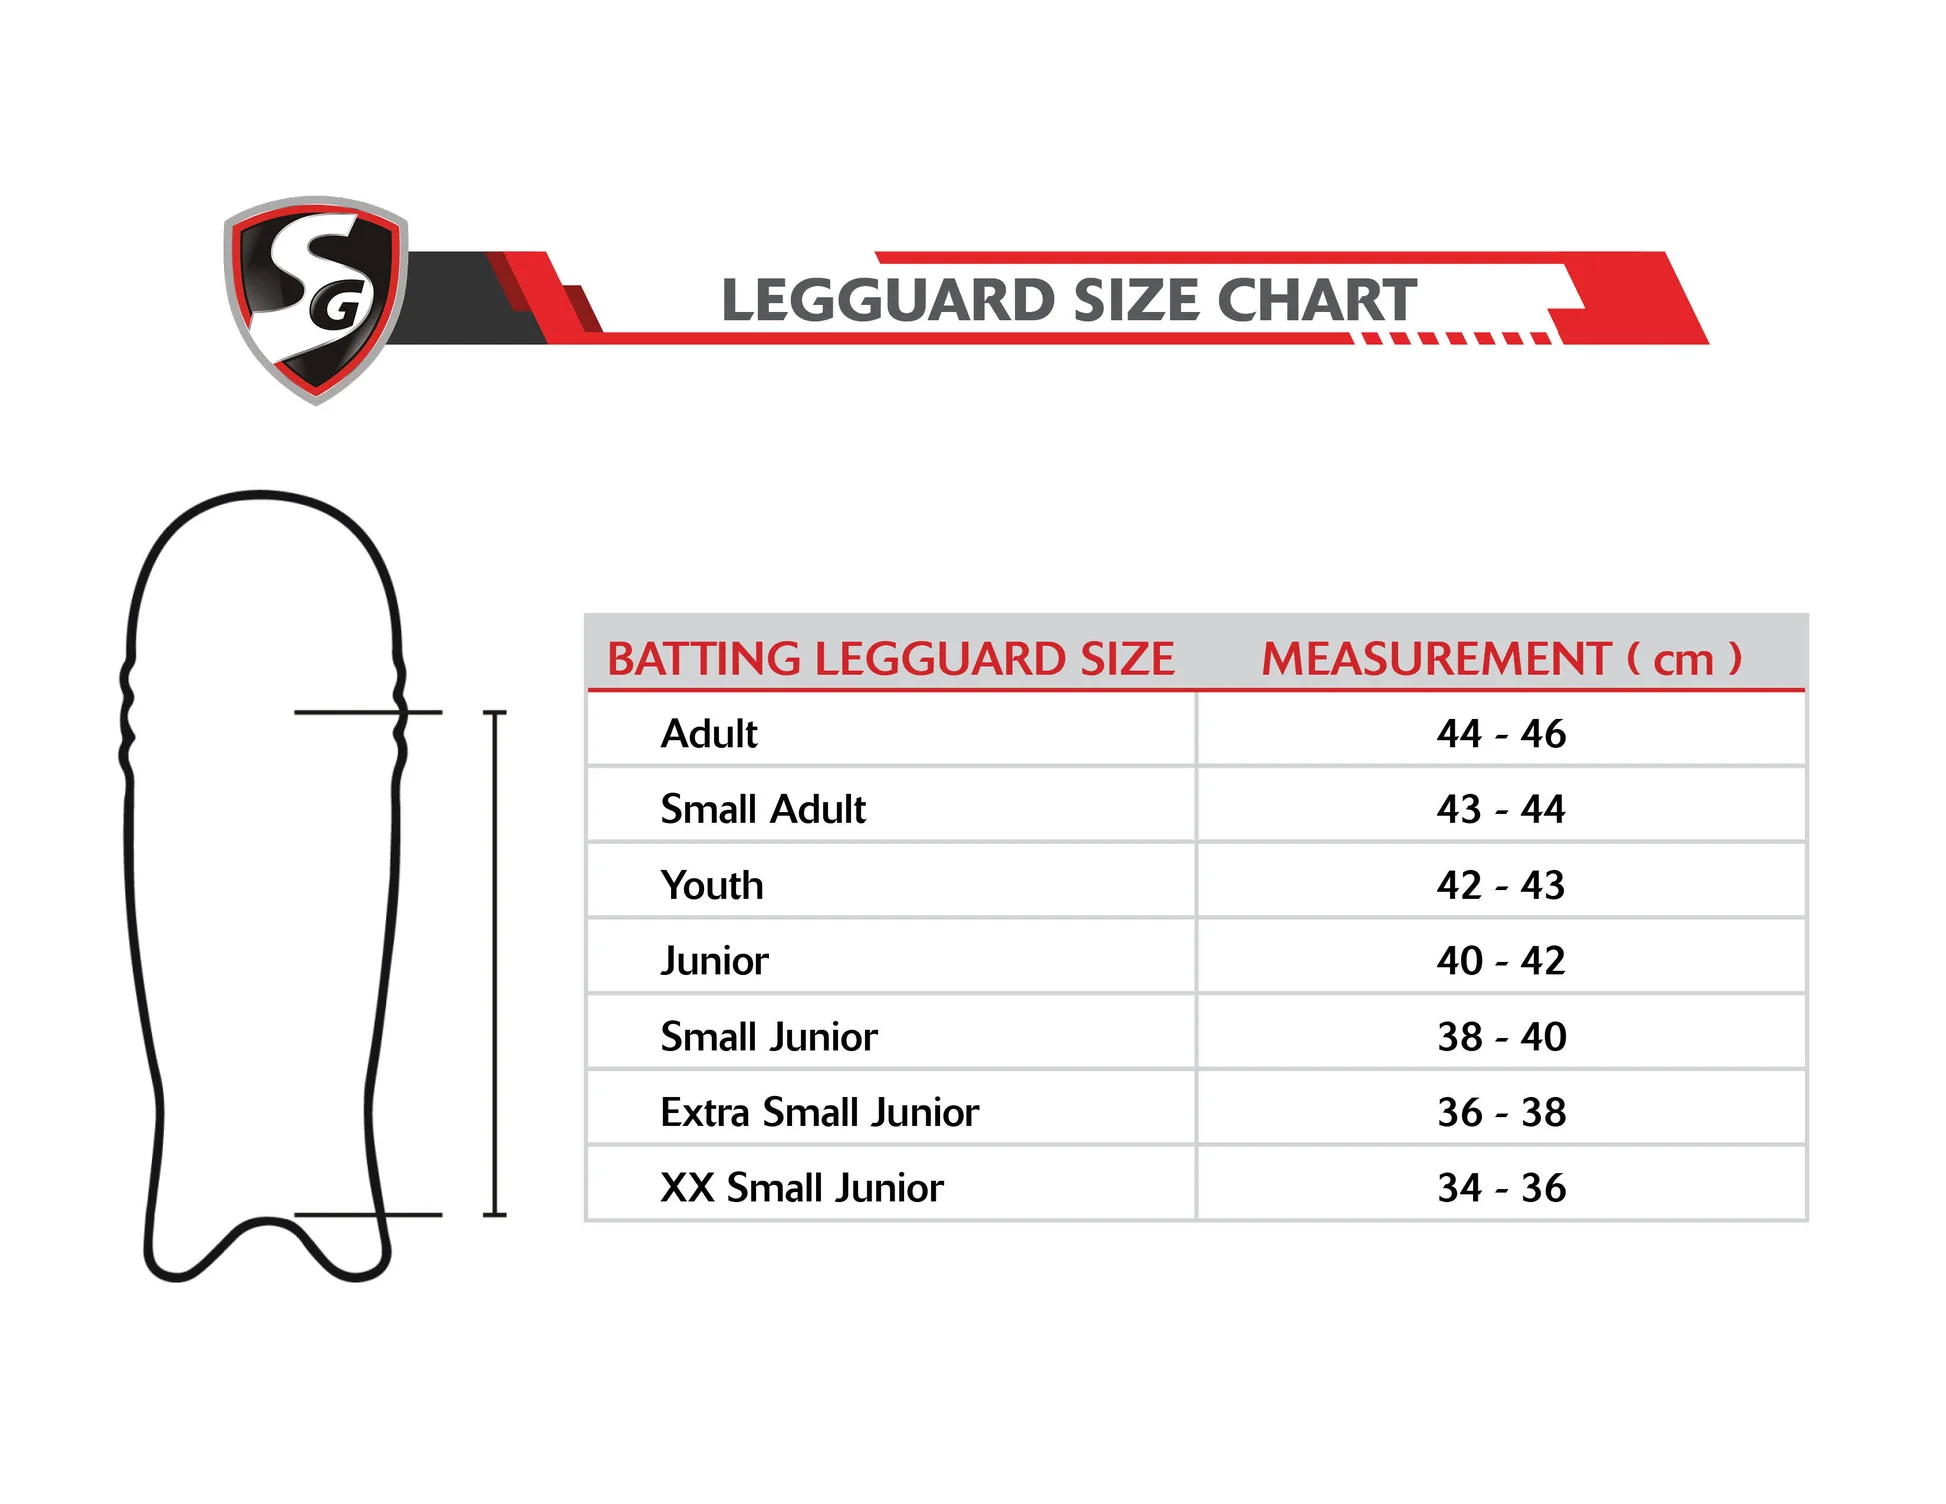 SG
LEGGUARD SIZE CHART
BATTING LEGGUARD SIZE MEASUREMENT ( cm )
Adult 44 - 46
Small Adult 43 - 44
Youth 42 - 43
Junior 40 - 42
Small Junior 38 - 40
Extra Small Junior 36 - 38
XX Small Junior 34 - 36